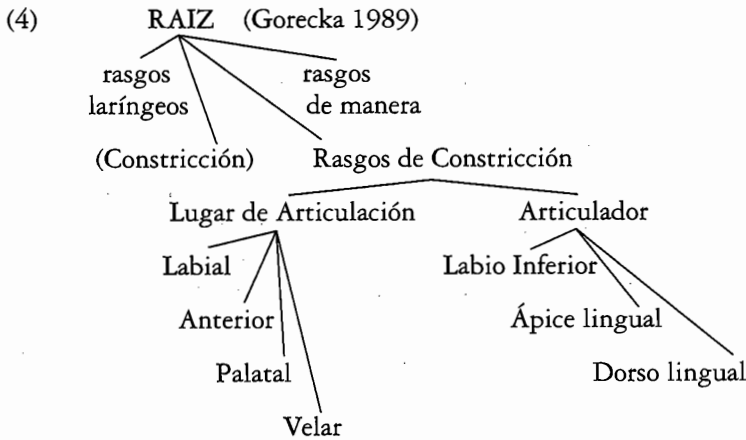 (4) RAIZ (Gorecka 1989)
rasgos rasgos
laríngeos de manera
(Constricción) Rasgos de Constricción
Lugar de Articulación Articulador
Labial Labio Inferior
Anterior Ápice lingual
Palatal Dorso lingual
Velar